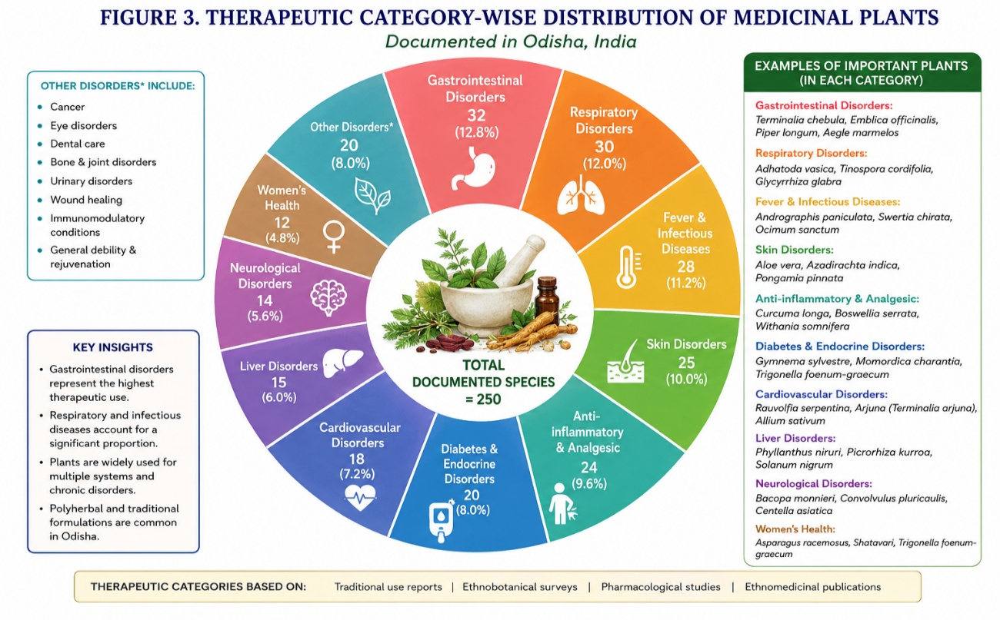 FIGURE 3. THERAPEUTIC CATEGORY-WISE DISTRIBUTION OF MEDICINAL PLANTS
Documented in Odisha, India
OTHER DISORDERS* INCLUDE:
• Cancer
• Eye disorders
• Dental care
• Bone & joint disorders
• Urinary disorders
• Wound healing
• Immunomodulatory
conditions
• General debility &
rejuvenation
KEY INSIGHTS
• Gastrointestinal disorders
represent the highest
therapeutic use.
• Respiratory and infectious
diseases account for a
significant proportion.
• Plants are widely used for
multiple systems and
chronic disorders.
• Polyherbal and traditional
formulations are common
in Odisha.
Gastrointestinal
Disorders
32
(12.8%)
Respiratory
Disorders
30
(12.0%)
Fever &
Infectious
Diseases
28
(11.2%)
Skin Disorders
25
(10.0%)
Anti-
inflammatory
& Analgesic
24
(9.6%)
Diabetes &
Endocrine
Disorders
20
(8.0%)
Cardiovascular
Disorders
18
(7.2%)
Liver Disorders
15
(6.0%)
Neurological
Disorders
14
(5.6%)
Women's
Health
12
(4.8%)
Other Disorders*
20
(8.0%)
TOTAL
DOCUMENTED SPECIES
= 250
EXAMPLES OF IMPORTANT PLANTS
(IN EACH CATEGORY)
Gastrointestinal Disorders:
Terminalia chebula, Emblica officinalis,
Piper longum, Aegle marmelos
Respiratory Disorders:
Adhatoda vasica, Tinospora cordifolia,
Glycyrrhiza glabra
Fever & Infectious Diseases:
Andrographis paniculata, Swertia chirata,
Ocimum sanctum
Skin Disorders:
Aloe vera, Azadirachta indica,
Pongamia pinnata
Anti-inflammatory & Analgesic:
Curcuma longa, Boswellia serrata,
Withania somnifera
Diabetes & Endocrine Disorders:
Gymnema sylvestre, Momordica charantia,
Trigonella foenum-graecum
Cardiovascular Disorders:
Rauvolfia serpentina, Arjuna (Terminalia arjuna),
Allium sativum
Liver Disorders:
Phyllanthus niruri, Picrorhiza kurroa,
Solanum nigrum
Neurological Disorders:
Bacopa monnieri, Convolvulus pluricaulis,
Centella asiatica
Women's Health:
Asparagus racemosus, Shatavari, Trigonella foenum-
graecum
THERAPEUTIC CATEGORIES BASED ON: Traditional use reports | Ethnobotanical surveys | Pharmacological studies | Ethnomedicinal publications